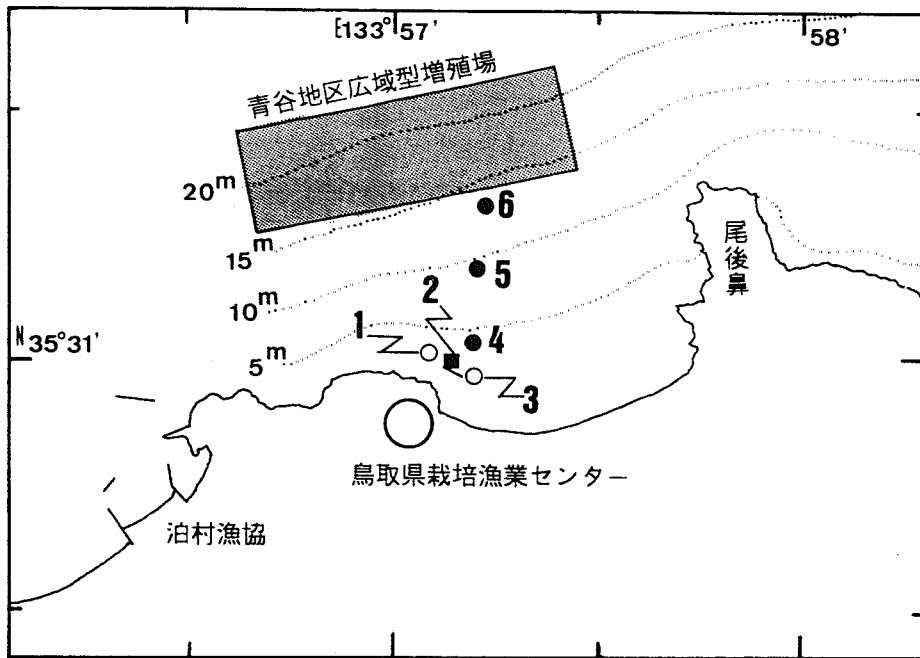 E133°57'
58'
青谷地区広域型増殖場
20m
15m
10m
5m
N35°31'
6
5
2
1
4
3
尾後鼻
鳥取県栽培漁業センター
泊村漁協